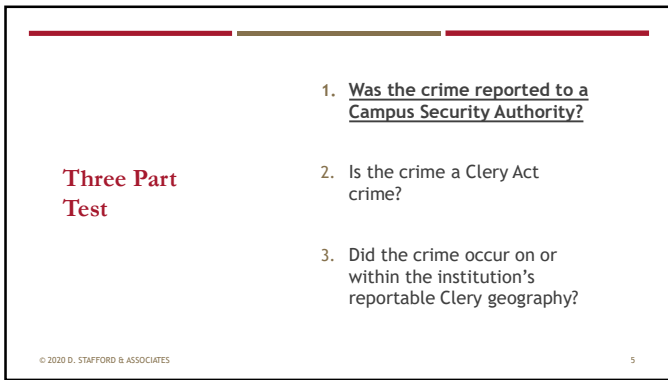 Three Part
Test
1. Was the crime reported to a
Campus Security Authority?
2. Is the crime a Clery Act
crime?
3. Did the crime occur on or
within the institution's
reportable Clery geography?
© 2020 D. STAFFORD & ASSOCIATES
5